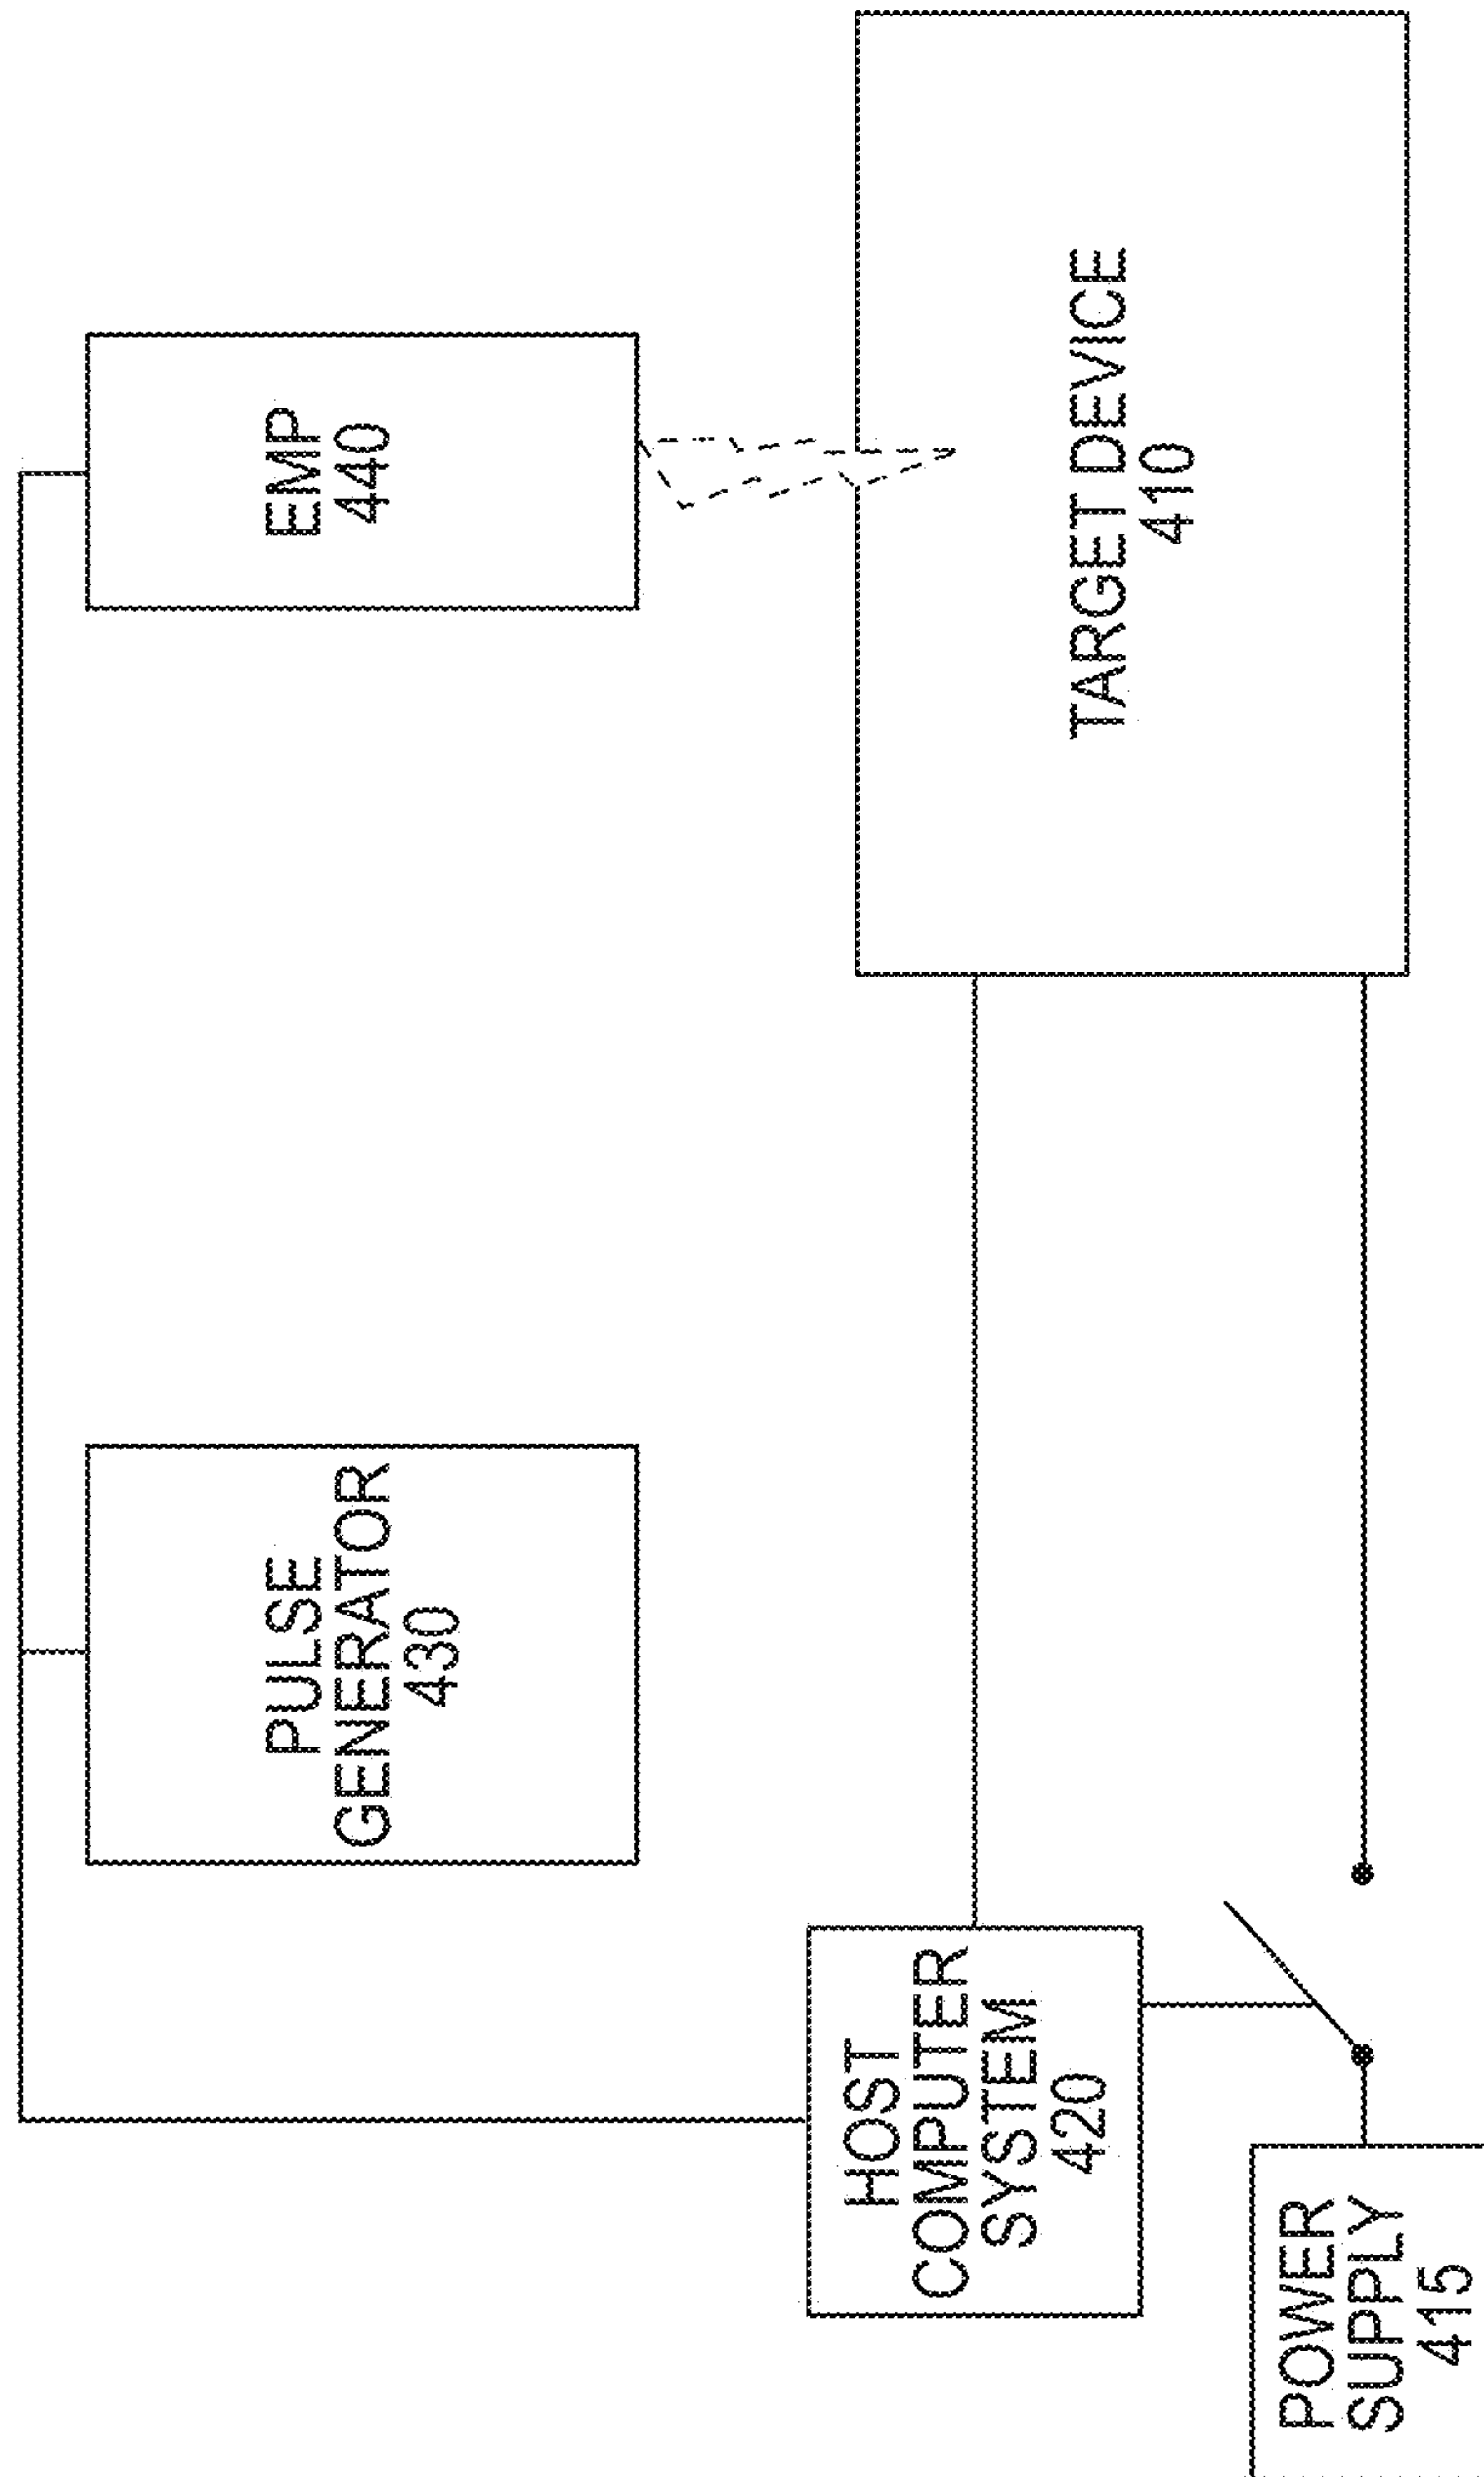 PULSE
GENERATOR
430
EMP
440
HOST
COMPUTER
SYSTEM
420
TARGET DEVICE
410
POWER
SUPPLY
415